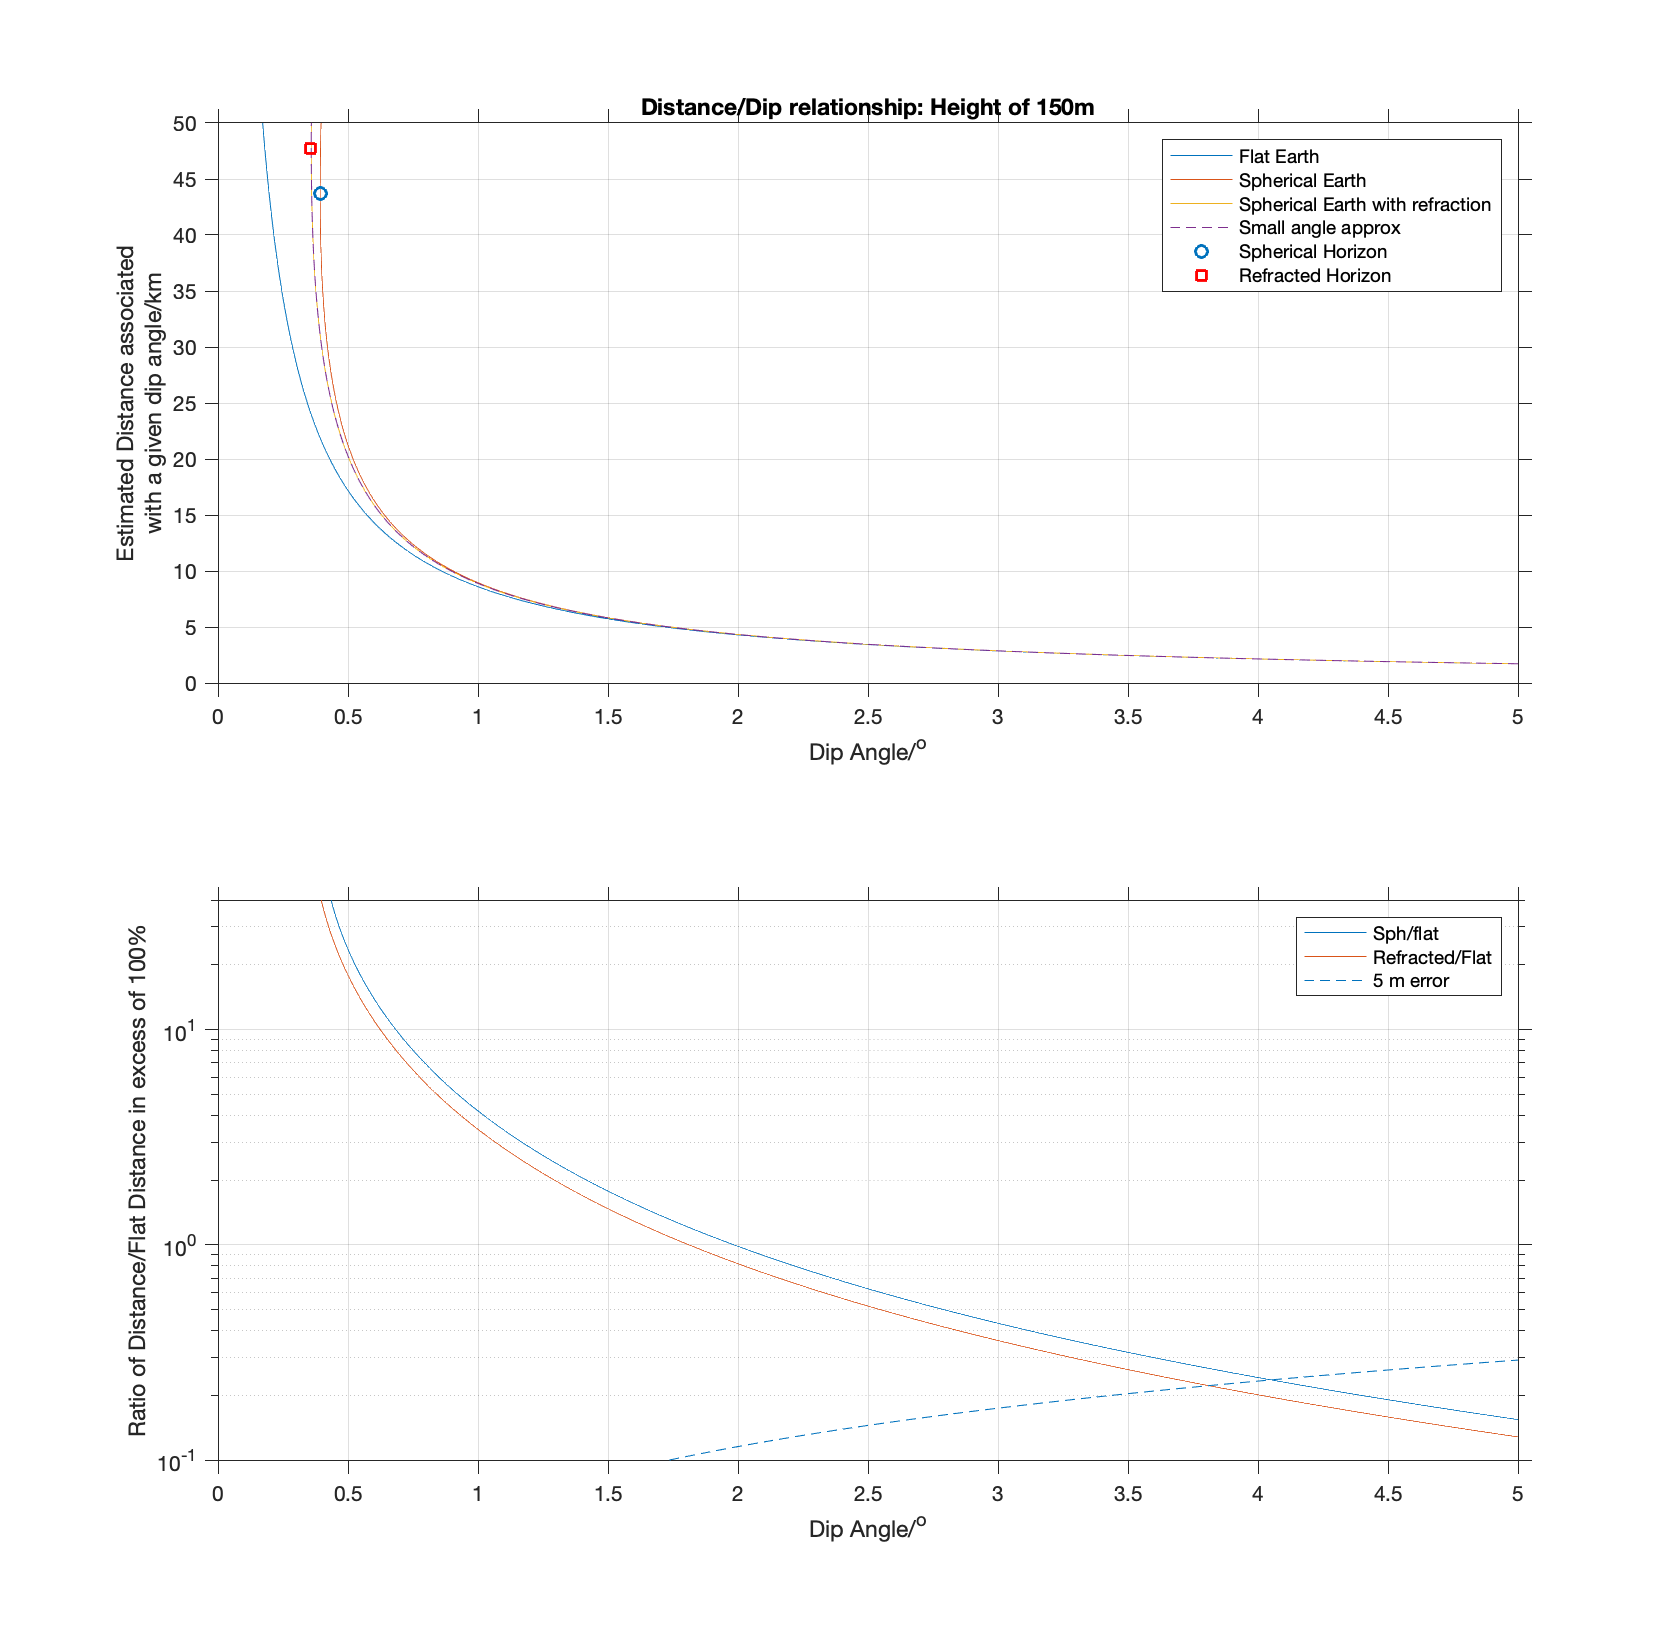 Distance/Dip relationship: Height of 150m
50
45
40
35
30
25
20
15
10
5
0
Estimated Distance associated
with a given dip angle/km
Flat Earth
Spherical Earth
Spherical Earth with refraction
Small angle approx
Spherical Horizon
Refracted Horizon
0 0.5 1 1.5 2 2.5 3 3.5 4 4.5 5
Dip Angle/°
Ratio of Distance/Flat Distance in excess of 100%
10¹
10⁰
10⁻¹
Sph/flat
Refracted/Flat
5 m error
0 0.5 1 1.5 2 2.5 3 3.5 4 4.5 5
Dip Angle/°